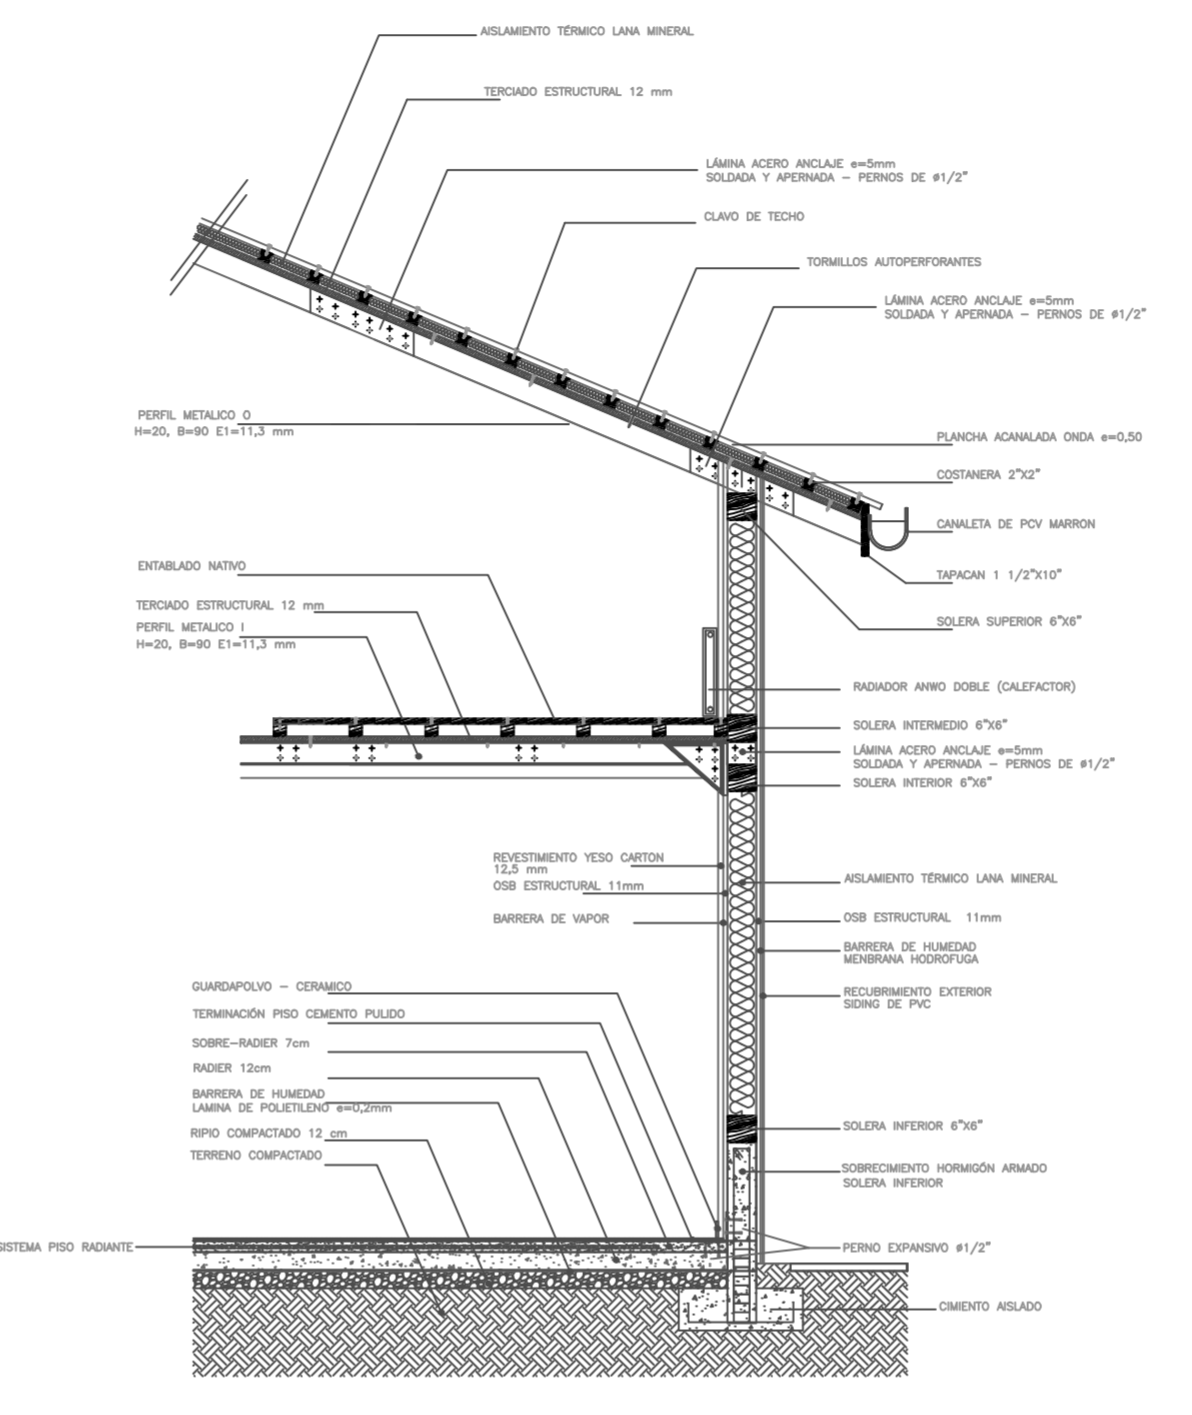 AISLAMIENTO TÉRMICO LANA MINERAL
TERCIADO ESTRUCTURAL 12 mm
LÁMINA ACERO ANCLAJE e=5mm
SOLDADA Y APERNADA - PERNOS DE ø1/2"
CLAVO DE TECHO
TORMILLOS AUTOPERFORANTES
LÁMINA ACERO ANCLAJE e=5mm
SOLDADA Y APERNADA - PERNOS DE ø1/2"
PERFIL METALICO O
H=20, B=90 E1=11,3 mm
PLANCHA ACANALADA ONDA e=0,50
COSTANERA 2"X2"
CANALETA DE PCV MARRON
TAPACAN 1 1/2"X10"
SOLERA SUPERIOR 6"X6"
ENTABLADO NATIVO
TERCIADO ESTRUCTURAL 12 mm
PERFIL METALICO I
H=20, B=90 E1=11,3 mm
RADIADOR ANWO DOBLE (CALEFACTOR)
SOLERA INTERMEDIO 6"X6"
LÁMINA ACERO ANCLAJE e=5mm
SOLDADA Y APERNADA - PERNOS DE ø1/2"
SOLERA INTERIOR 6"X6"
REVESTIMIENTO YESO CARTON
12,5 mm
OSB ESTRUCTURAL 11mm
BARRERA DE VAPOR
AISLAMIENTO TÉRMICO LANA MINERAL
OSB ESTRUCTURAL 11mm
BARRERA DE HUMEDAD
MENBRANA HODROFUGA
RECUBRIMIENTO EXTERIOR
SIDING DE PVC
GUARDAPOLVO - CERAMICO
TERMINACIÓN PISO CEMENTO PULIDO
SOBRE-RADIER 7cm
RADIER 12cm
BARRERA DE HUMEDAD
LAMINA DE POLIETILENO e=0,2mm
RIPIO COMPACTADO 12 cm
TERRENO COMPACTADO
SISTEMA PISO RADIANTE
SOLERA INFERIOR 6"X6"
SOBRECIMIENTO HORMIGÓN ARMADO
SOLERA INFERIOR
PERNO EXPANSIVO ø1/2"
CIMIENTO AISLADO